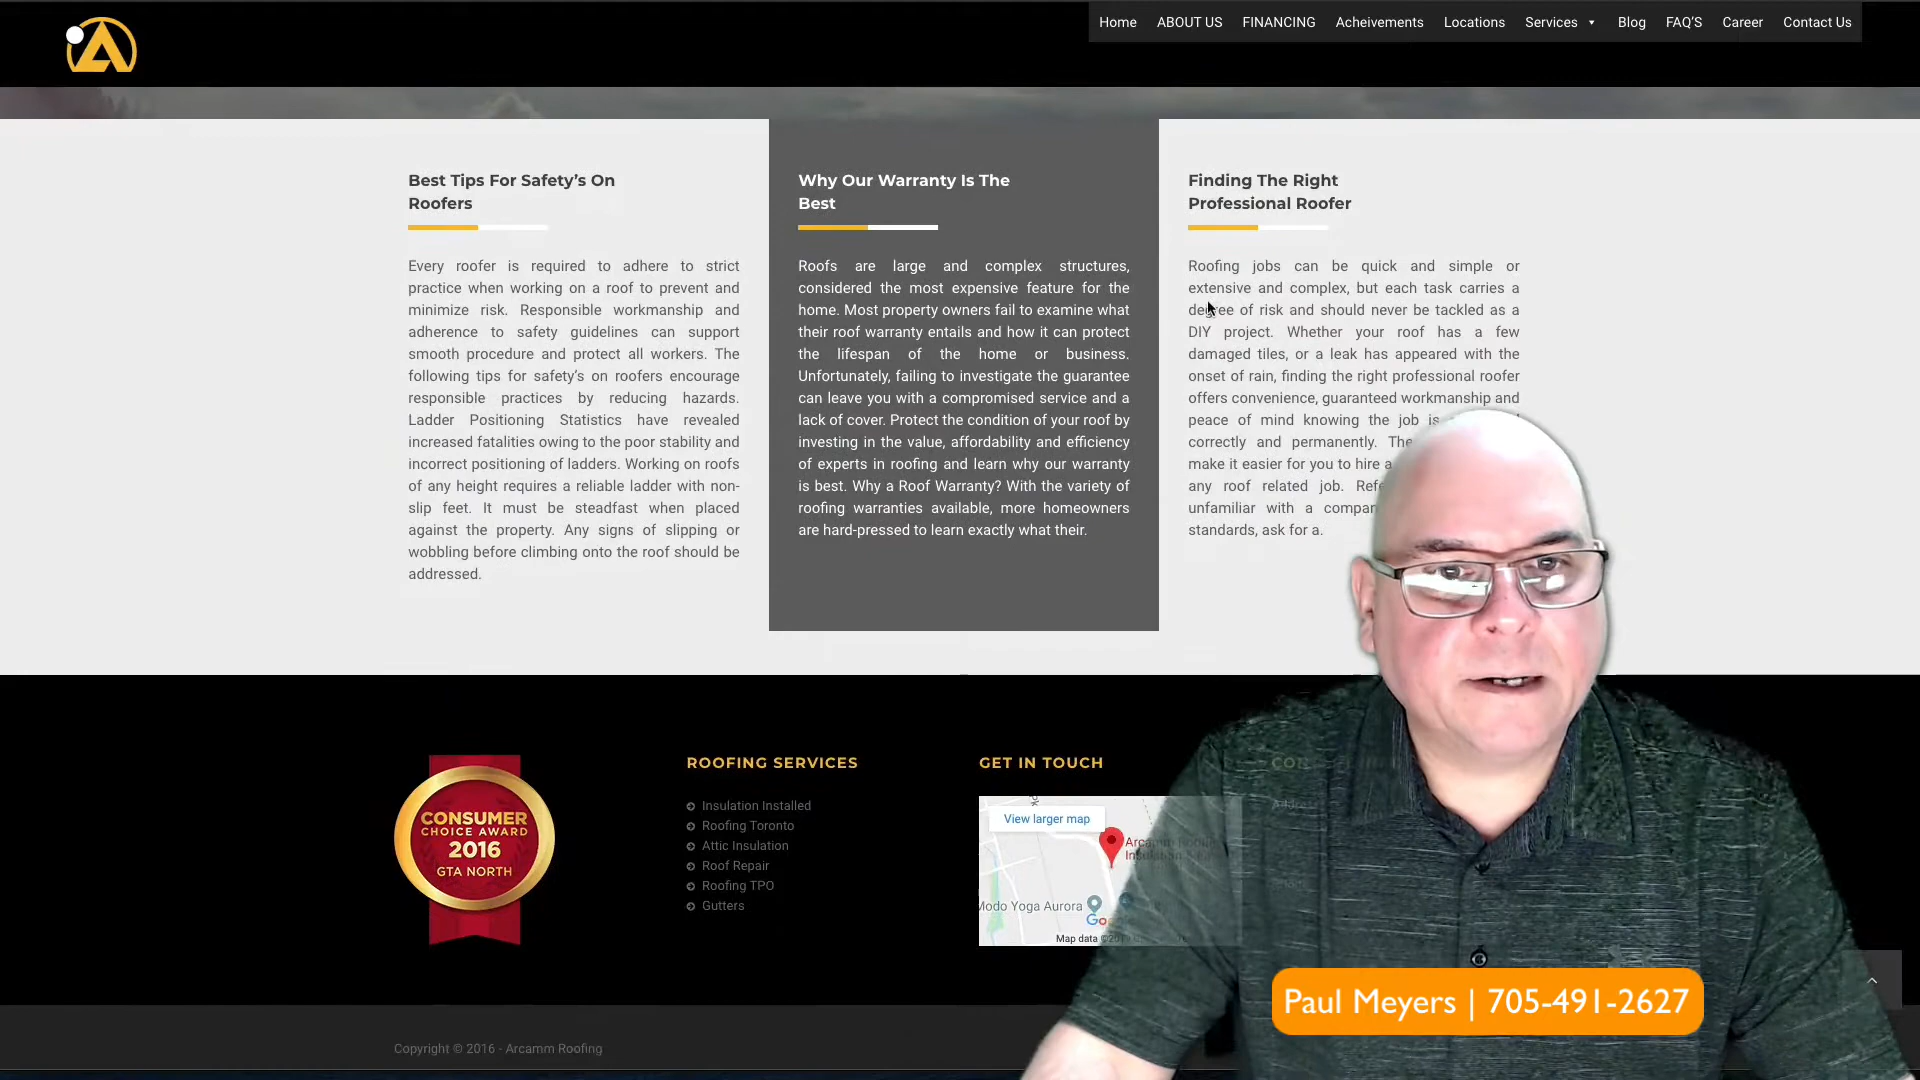 Home ABOUT US FINANCING Acheivements Locations Services Blog FAQ'S Career Contact Us
Best Tips For Safety's On
Roofers
Every roofer is required to adhere to strict
practice when working on a roof to prevent and
minimize risk. Responsible workmanship and
adherence to safety guidelines can support
smooth procedure and protect all workers. The
following tips for safety's on roofers encourage
responsible practices by reducing hazards.
Ladder Positioning Statistics have revealed
increased fatalities owing to the poor stability and
incorrect positioning of ladders. Working on roofs
of any height requires a reliable ladder with non-
slip feet. It must be steadfast when placed
against the property. Any signs of slipping or
wobbling before climbing onto the roof should be
addressed.
Why Our Warranty Is The
Best
Roofs are large and complex structures,
considered the most expensive feature for the
home. Most property owners fail to examine what
their roof warranty entails and how it can protect
the lifespan of the home or business.
Unfortunately, failing to investigate the guarantee
can leave you with a compromised service and a
lack of cover. Protect the condition of your roof by
investing in the value, affordability and efficiency
of experts in roofing and learn why our warranty
is best. Why a Roof Warranty? With the variety of
roofing warranties available, more homeowners
are hard-pressed to learn exactly what their.
Finding The Right
Professional Roofer
Roofing jobs can be quick and simple or
extensive and complex, but each task carries a
degree of risk and should never be tackled as a
DIY project. Whether your roof has a few
damaged tiles, or a leak has appeared with the
onset of rain, finding the right professional roofer
offers convenience, guaranteed workmanship and
peace of mind knowing the job is
correctly and permanently. The
make it easier for you to hire a
any roof related job.
unfamiliar with a
standards, ask for a.
CONSUMER
CHOICE AWARD
2016
GTA NORTH
ROOFING SERVICES
Insulation Installed
Roofing Toronto
Attic Insulation
Roof Repair
Roofing TPO
Gutters
GET IN TOUCH
View larger map
Modo Yoga Aurora
Map data
Paul Meyers | 705-491-2627
Copyright © 2016 - Arcamm Roofing